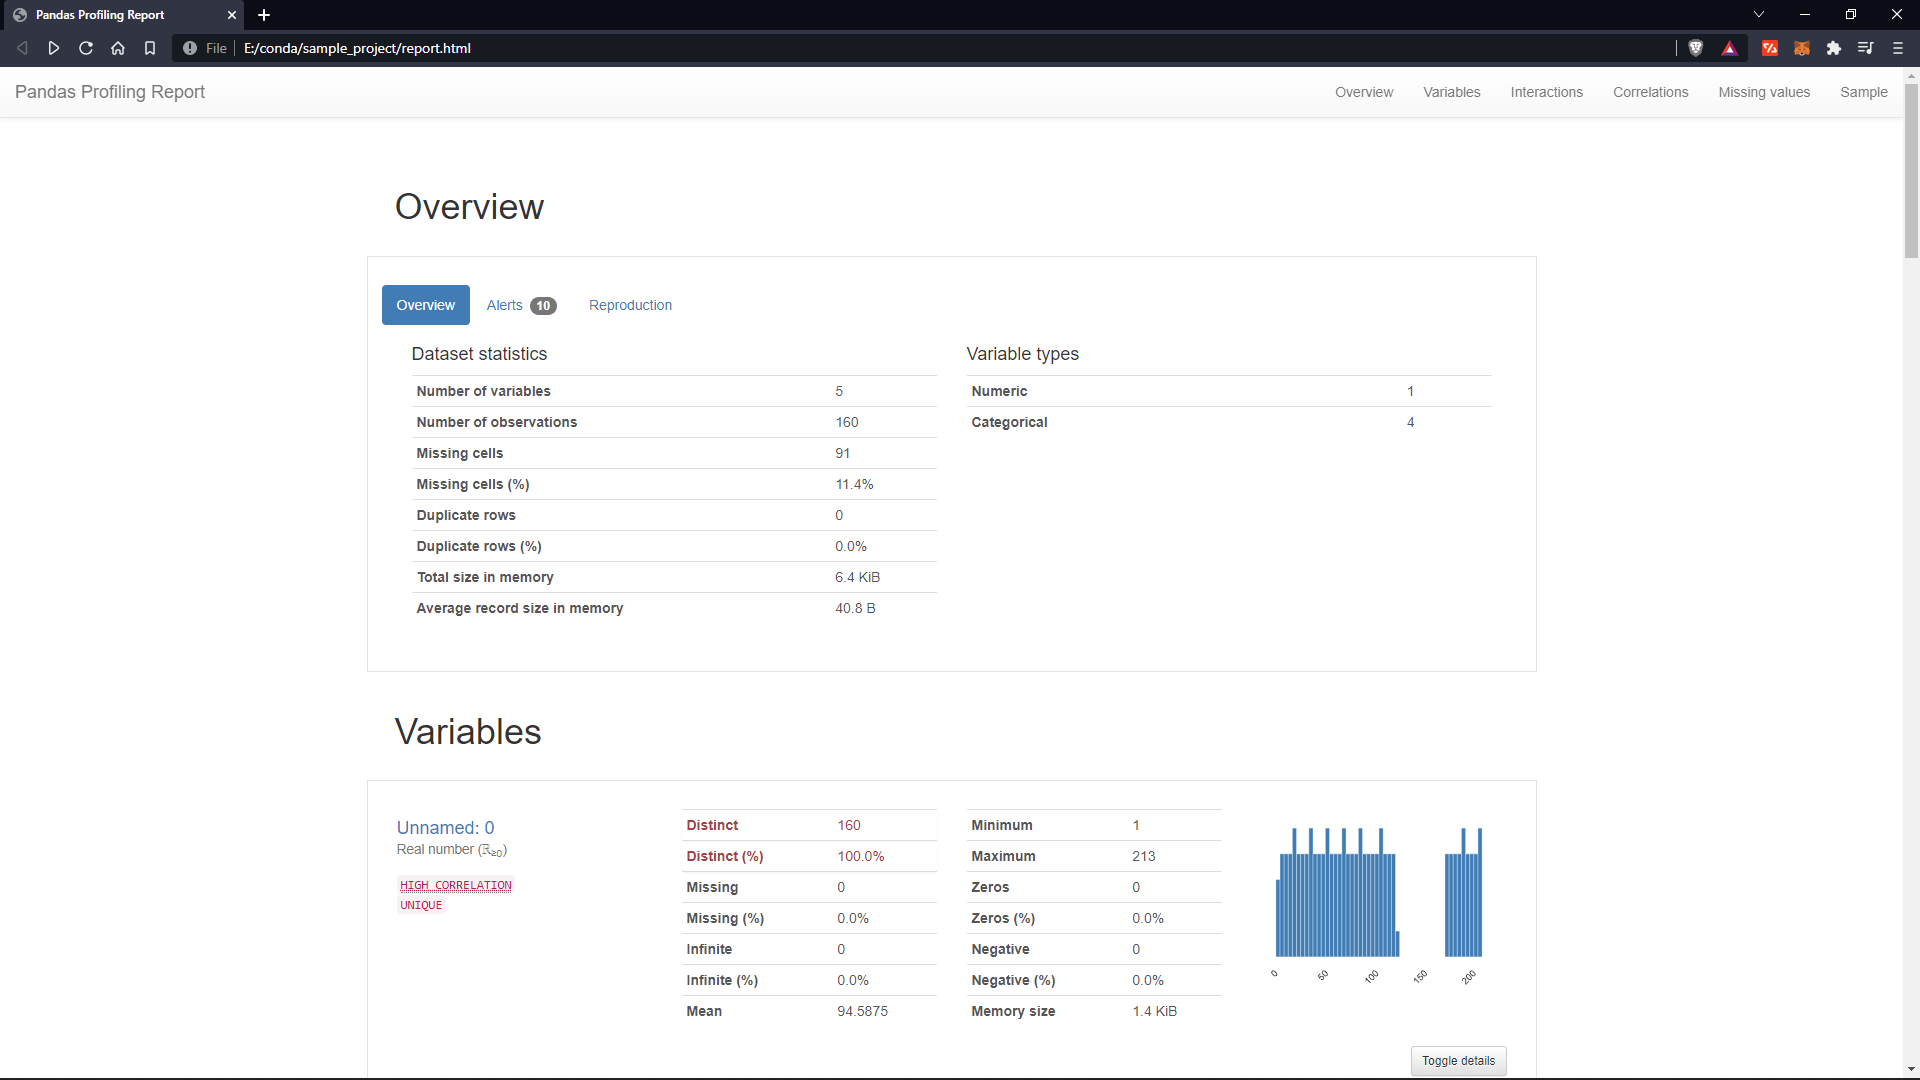 Pandas Profiling Report
File E:/conda/sample_project/report.html
Pandas Profiling Report Overview Variables Interactions Correlations Missing values Sample
Overview
Overview Alerts 10 Reproduction
Dataset statistics
Number of variables 5
Number of observations 160
Missing cells 91
Missing cells (%) 11.4%
Duplicate rows 0
Duplicate rows (%) 0.0%
Total size in memory 6.4 KiB
Average record size in memory 40.8 B
Variable types
Numeric 1
Categorical 4
Variables
Unnamed: 0
Real number (ℝ≥0)
HIGH CORRELATION
UNIQUE
Distinct 160
Distinct (%) 100.0%
Missing 0
Missing (%) 0.0%
Infinite 0
Infinite (%) 0.0%
Mean 94.5875
Minimum 1
Maximum 213
Zeros 0
Zeros (%) 0.0%
Negative 0
Negative (%) 0.0%
Memory size 1.4 KiB
0 50 100 150 200
Toggle details